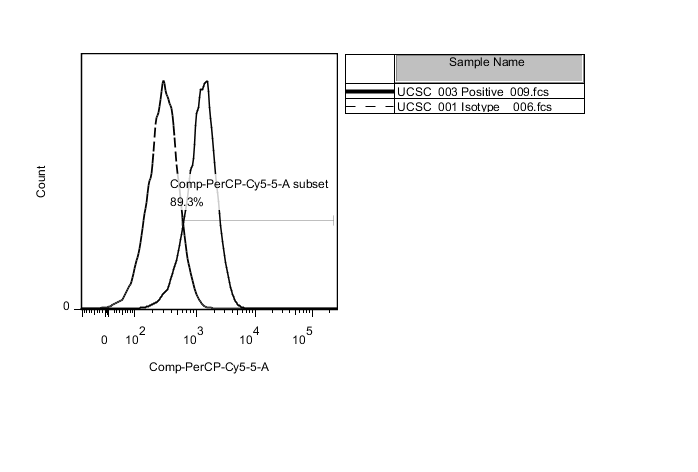 Sample Name
UCSC 003 Positive 009.fcs
UCSC 001 Isotype 006.fcs
Count
Comp-PerCP-Cy5-5-A subset
89.3%
0
0 10^2 10^3 10^4 10^5
Comp-PerCP-Cy5-5-A